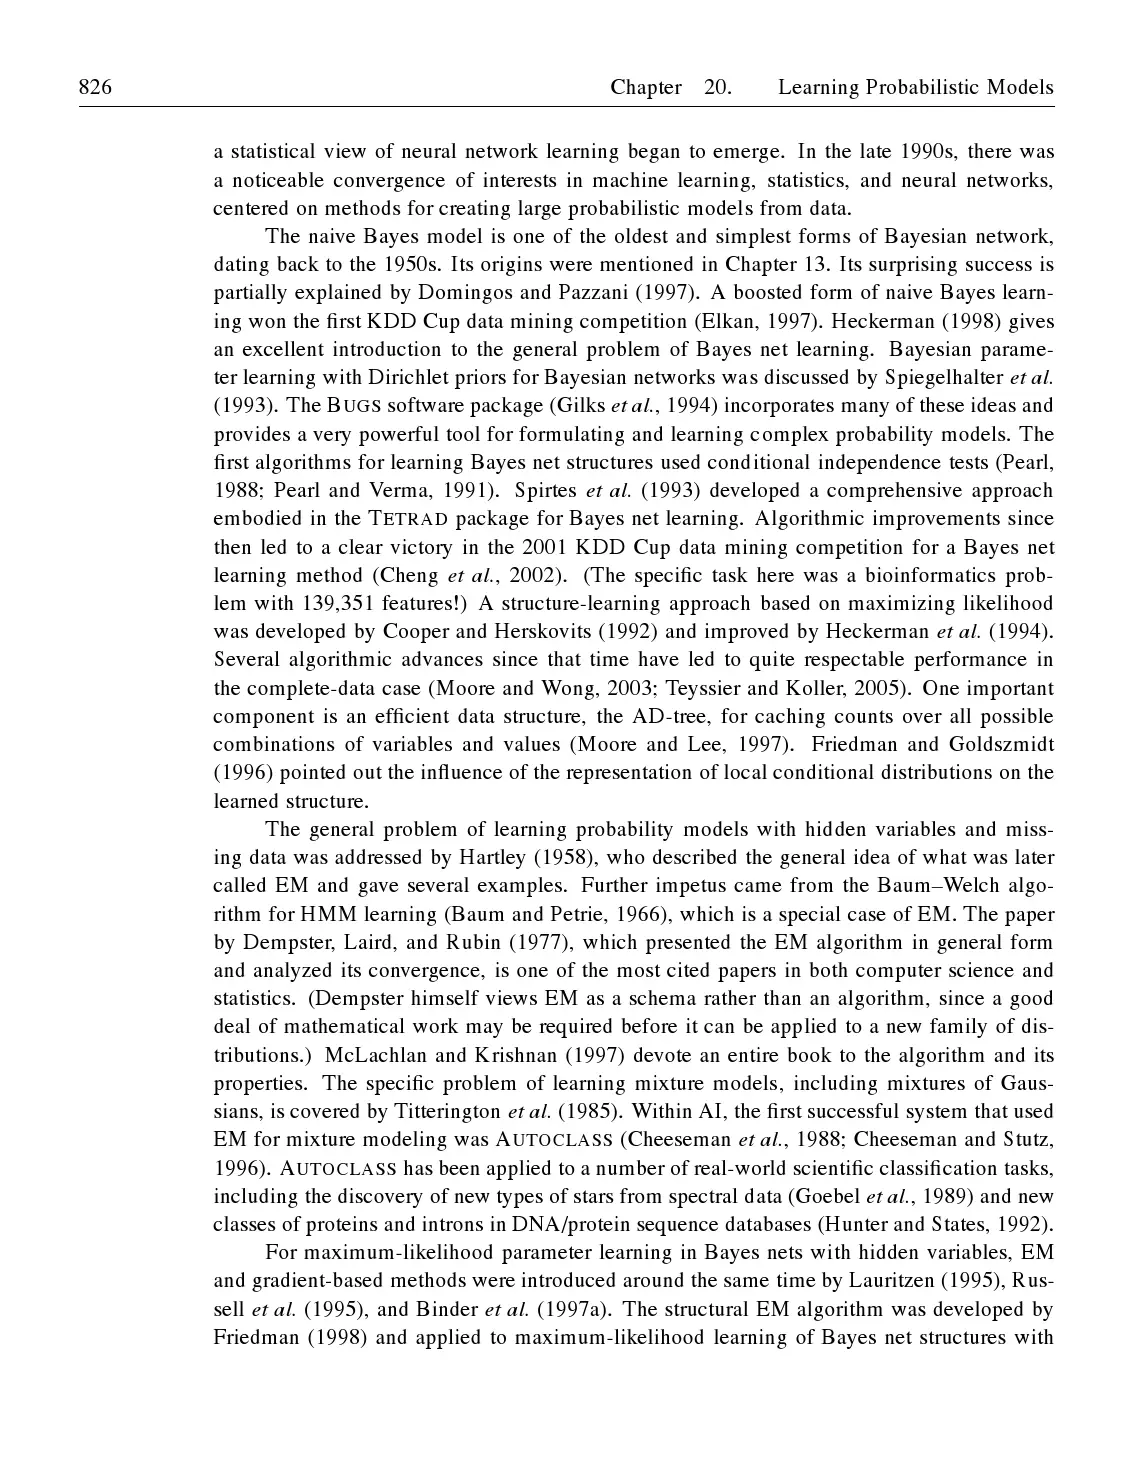 826 Chapter 20. Learning Probabilistic Models
a statistical view of neural network learning began to emerge. In the late 1990s, there was
a noticeable convergence of interests in machine learning, statistics, and neural networks,
centered on methods for creating large probabilistic models from data.
The naive Bayes model is one of the oldest and simplest forms of Bayesian network,
dating back to the 1950s. Its origins were mentioned in Chapter 13. Its surprising success is
partially explained by Domingos and Pazzani (1997). A boosted form of naive Bayes learn-
ing won the first KDD Cup data mining competition (Elkan, 1997). Heckerman (1998) gives
an excellent introduction to the general problem of Bayes net learning. Bayesian parame-
ter learning with Dirichlet priors for Bayesian networks was discussed by Spiegelhalter et al.
(1993). The BUGS software package (Gilks et al., 1994) incorporates many of these ideas and
provides a very powerful tool for formulating and learning complex probability models. The
first algorithms for learning Bayes net structures used conditional independence tests (Pearl,
1988; Pearl and Verma, 1991). Spirtes et al. (1993) developed a comprehensive approach
embodied in the TETRAD package for Bayes net learning. Algorithmic improvements since
then led to a clear victory in the 2001 KDD Cup data mining competition for a Bayes net
learning method (Cheng et al., 2002). (The specific task here was a bioinformatics prob-
lem with 139,351 features!) A structure-learning approach based on maximizing likelihood
was developed by Cooper and Herskovits (1992) and improved by Heckerman et al. (1994).
Several algorithmic advances since that time have led to quite respectable performance in
the complete-data case (Moore and Wong, 2003; Teyssier and Koller, 2005). One important
component is an efficient data structure, the AD-tree, for caching counts over all possible
combinations of variables and values (Moore and Lee, 1997). Friedman and Goldszmidt
(1996) pointed out the influence of the representation of local conditional distributions on the
learned structure.
The general problem of learning probability models with hidden variables and miss-
ing data was addressed by Hartley (1958), who described the general idea of what was later
called EM and gave several examples. Further impetus came from the Baum–Welch algo-
rithm for HMM learning (Baum and Petrie, 1966), which is a special case of EM. The paper
by Dempster, Laird, and Rubin (1977), which presented the EM algorithm in general form
and analyzed its convergence, is one of the most cited papers in both computer science and
statistics. (Dempster himself views EM as a schema rather than an algorithm, since a good
deal of mathematical work may be required before it can be applied to a new family of dis-
tributions.) McLachlan and Krishnan (1997) devote an entire book to the algorithm and its
properties. The specific problem of learning mixture models, including mixtures of Gaus-
sians, is covered by Titterington et al. (1985). Within AI, the first successful system that used
EM for mixture modeling was AUTOCLASS (Cheeseman et al., 1988; Cheeseman and Stutz,
1996). AUTOCLASS has been applied to a number of real-world scientific classification tasks,
including the discovery of new types of stars from spectral data (Goebel et al., 1989) and new
classes of proteins and introns in DNA/protein sequence databases (Hunter and States, 1992).
For maximum-likelihood parameter learning in Bayes nets with hidden variables, EM
and gradient-based methods were introduced around the same time by Lauritzen (1995), Rus-
sell et al. (1995), and Binder et al. (1997a). The structural EM algorithm was developed by
Friedman (1998) and applied to maximum-likelihood learning of Bayes net structures with